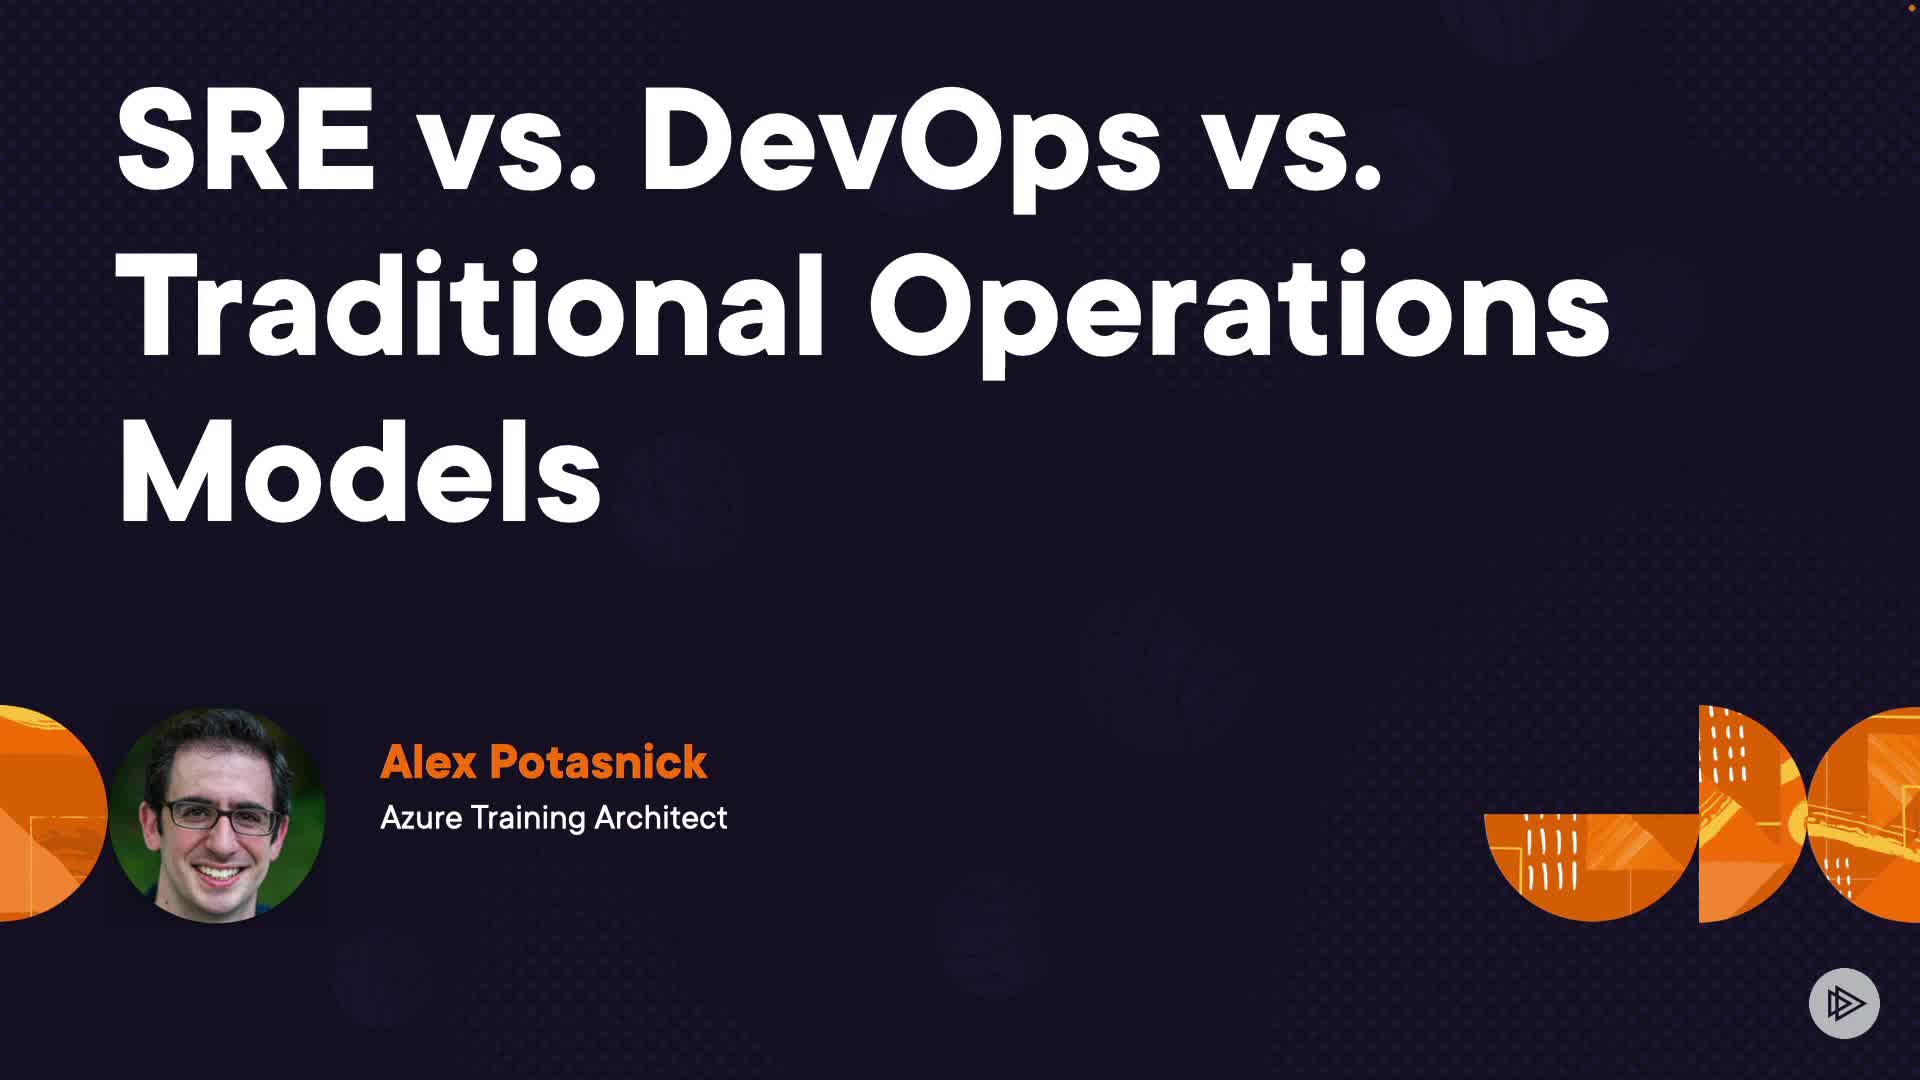 SRE vs. DevOps vs.
Traditional Operations
Models
Alex Potasnick
Azure Training Architect